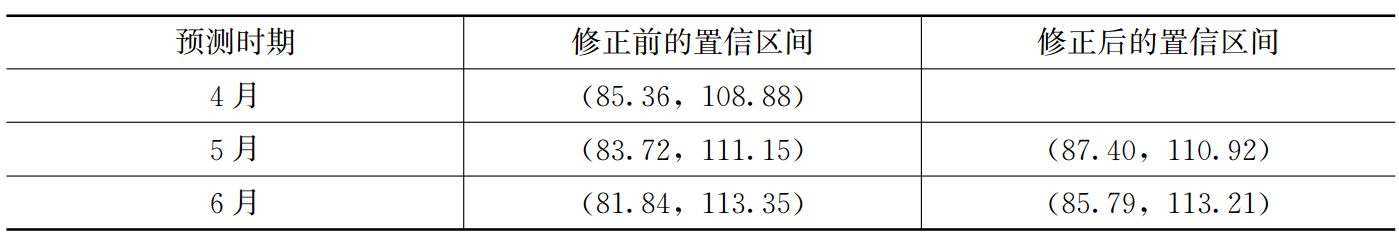 预测时期 修正前的置信区间 修正后的置信区间
4月 (85.36, 108.88)
5月 (83.72, 111.15) (87.40, 110.92)
6月 (81.84, 113.35) (85.79, 113.21)